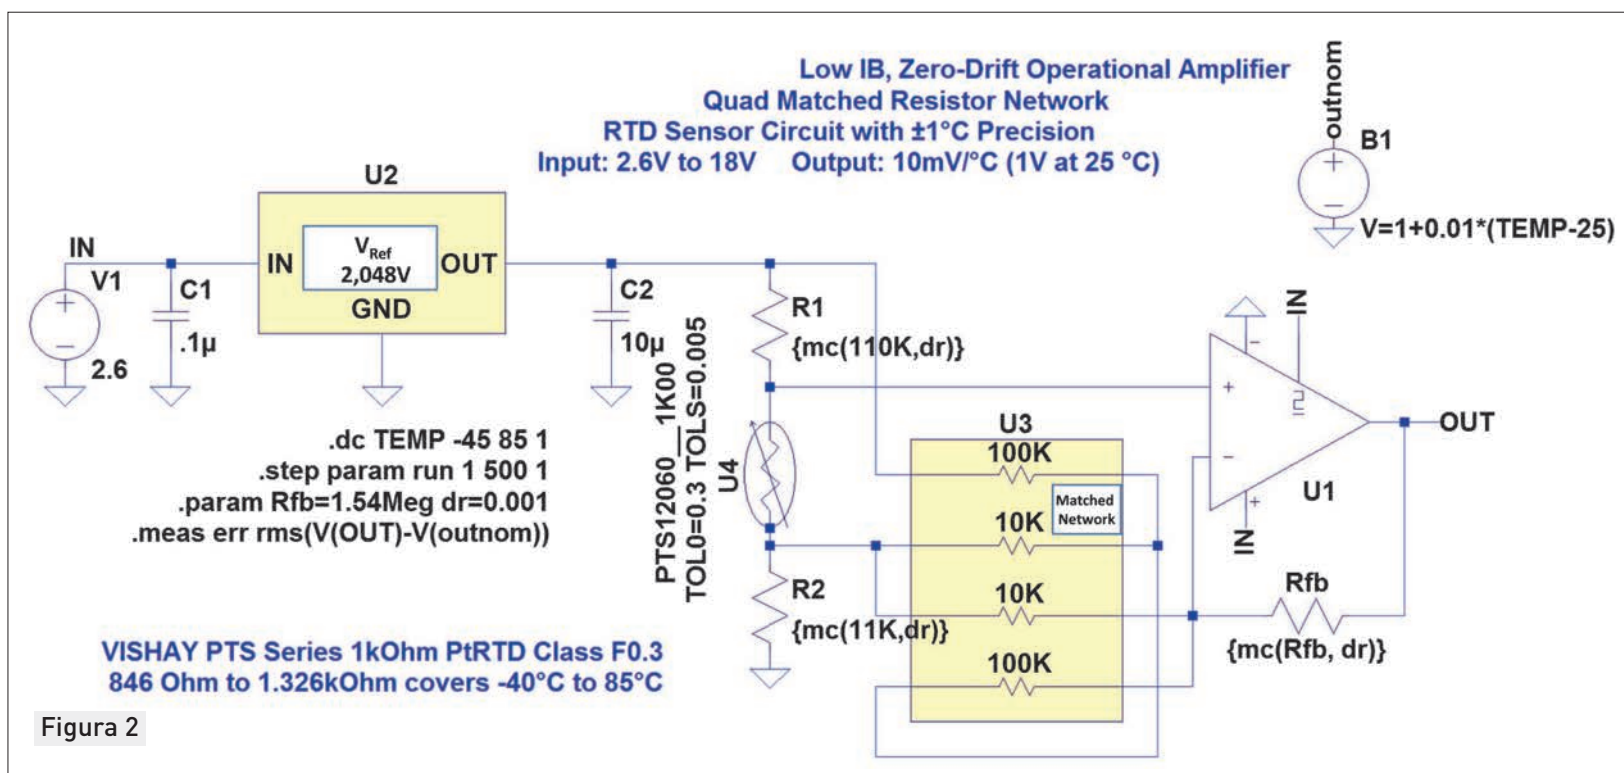 Low IB, Zero-Drift Operational Amplifier
Quad Matched Resistor Network
RTD Sensor Circuit with ±1°C Precision
Input: 2.6V to 18V Output: 10mV/°C (1V at 25 °C)
outnom
B1
V=1+0.01*(TEMP-25)
U2
IN
V1
2.6
C1
.1µ
IN
VRef
2,048V
OUT
GND
C2
10µ
R1
{mc(110K,dr)}
PTS12060__1K00
TOL0=0.3 TOLS=0.005
U4
R2
{mc(11K,dr)}
U3
100K
Matched
Network
10K
10K
100K
IN
U1
IN
OUT
Rfb
{mc(Rfb, dr)}
.dc TEMP -45 85 1
.step param run 1 500 1
.param Rfb=1.54Meg dr=0.001
.meas err rms(V(OUT)-V(outnom))
VISHAY PTS Series 1kOhm PtRTD Class F0.3
846 Ohm to 1.326kOhm covers -40°C to 85°C
Figura 2